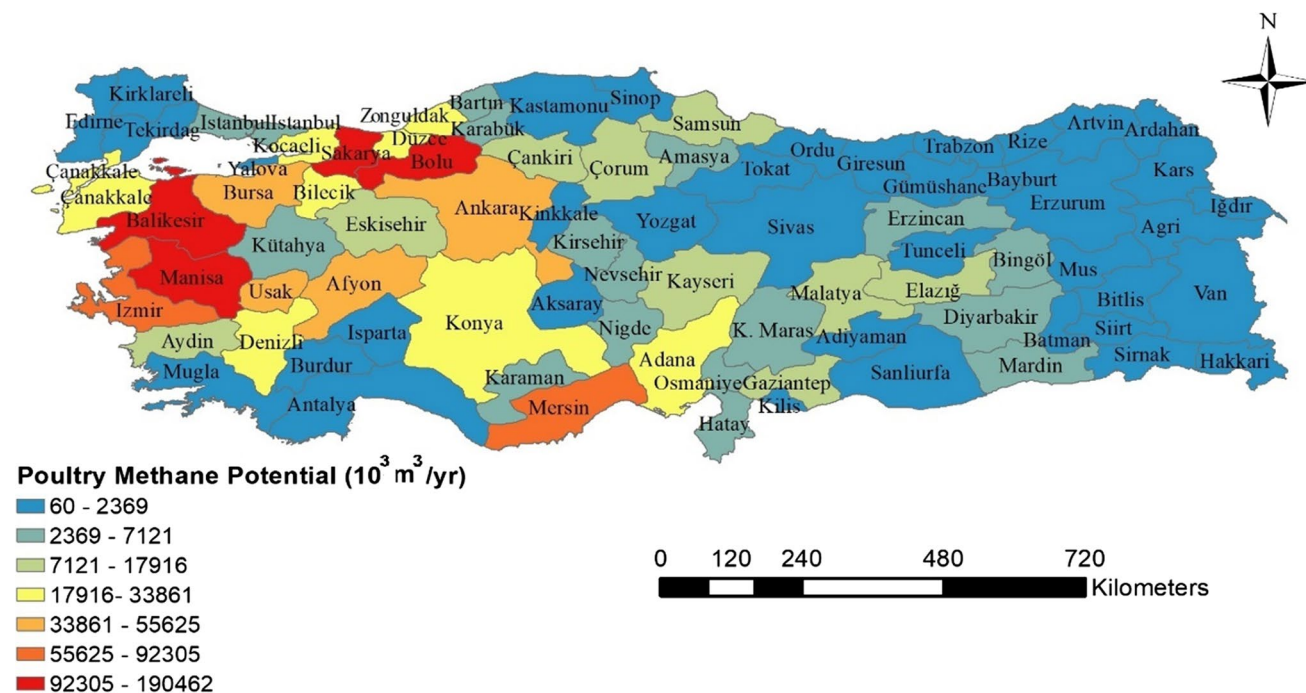 N
Kirklareli
Edirne
Tekirdag
Istanbul
Istanbul
Kocaeli
Yalova
Sakarya
Zonguldak
Düzce
Bolu
Bartın
Karabük
Kastamonu
Sinop
Samsun
Çankiri
Çorum
Amasya
Tokat
Ordu
Giresun
Trabzon
Rize
Artvin
Ardahan
Gümüshane
Bayburt
Kars
Erzurum
Iğdır
Agri
Çanakkale
Çanakkale
Bursa
Bilecik
Balikesir
Kütahya
Eskisehir
Ankara
Kinkkale
Yozgat
Sivas
Erzincan
Tunceli
Bingöl
Mus
Kirsehir
Nevsehir
Kayseri
Malatya
Elazığ
Bitlis
Van
Manisa
Usak
Afyon
Izmir
Aksaray
Konya
Nigde
K. Maras
Adiyaman
Diyarbakir
Batman
Siirt
Sirnak
Hakkari
Mardin
Sanliurfa
Aydin
Denizli
Isparta
Burdur
Mugla
Antalya
Karaman
Mersin
Adana
Osmaniye
Gaziantep
Kilis
Hatay
Poultry Methane Potential (10³ m³/yr)
60 - 2369
2369 - 7121
7121 - 17916
17916- 33861
33861 - 55625
55625 - 92305
92305 - 190462
0 120 240 480 720
Kilometers